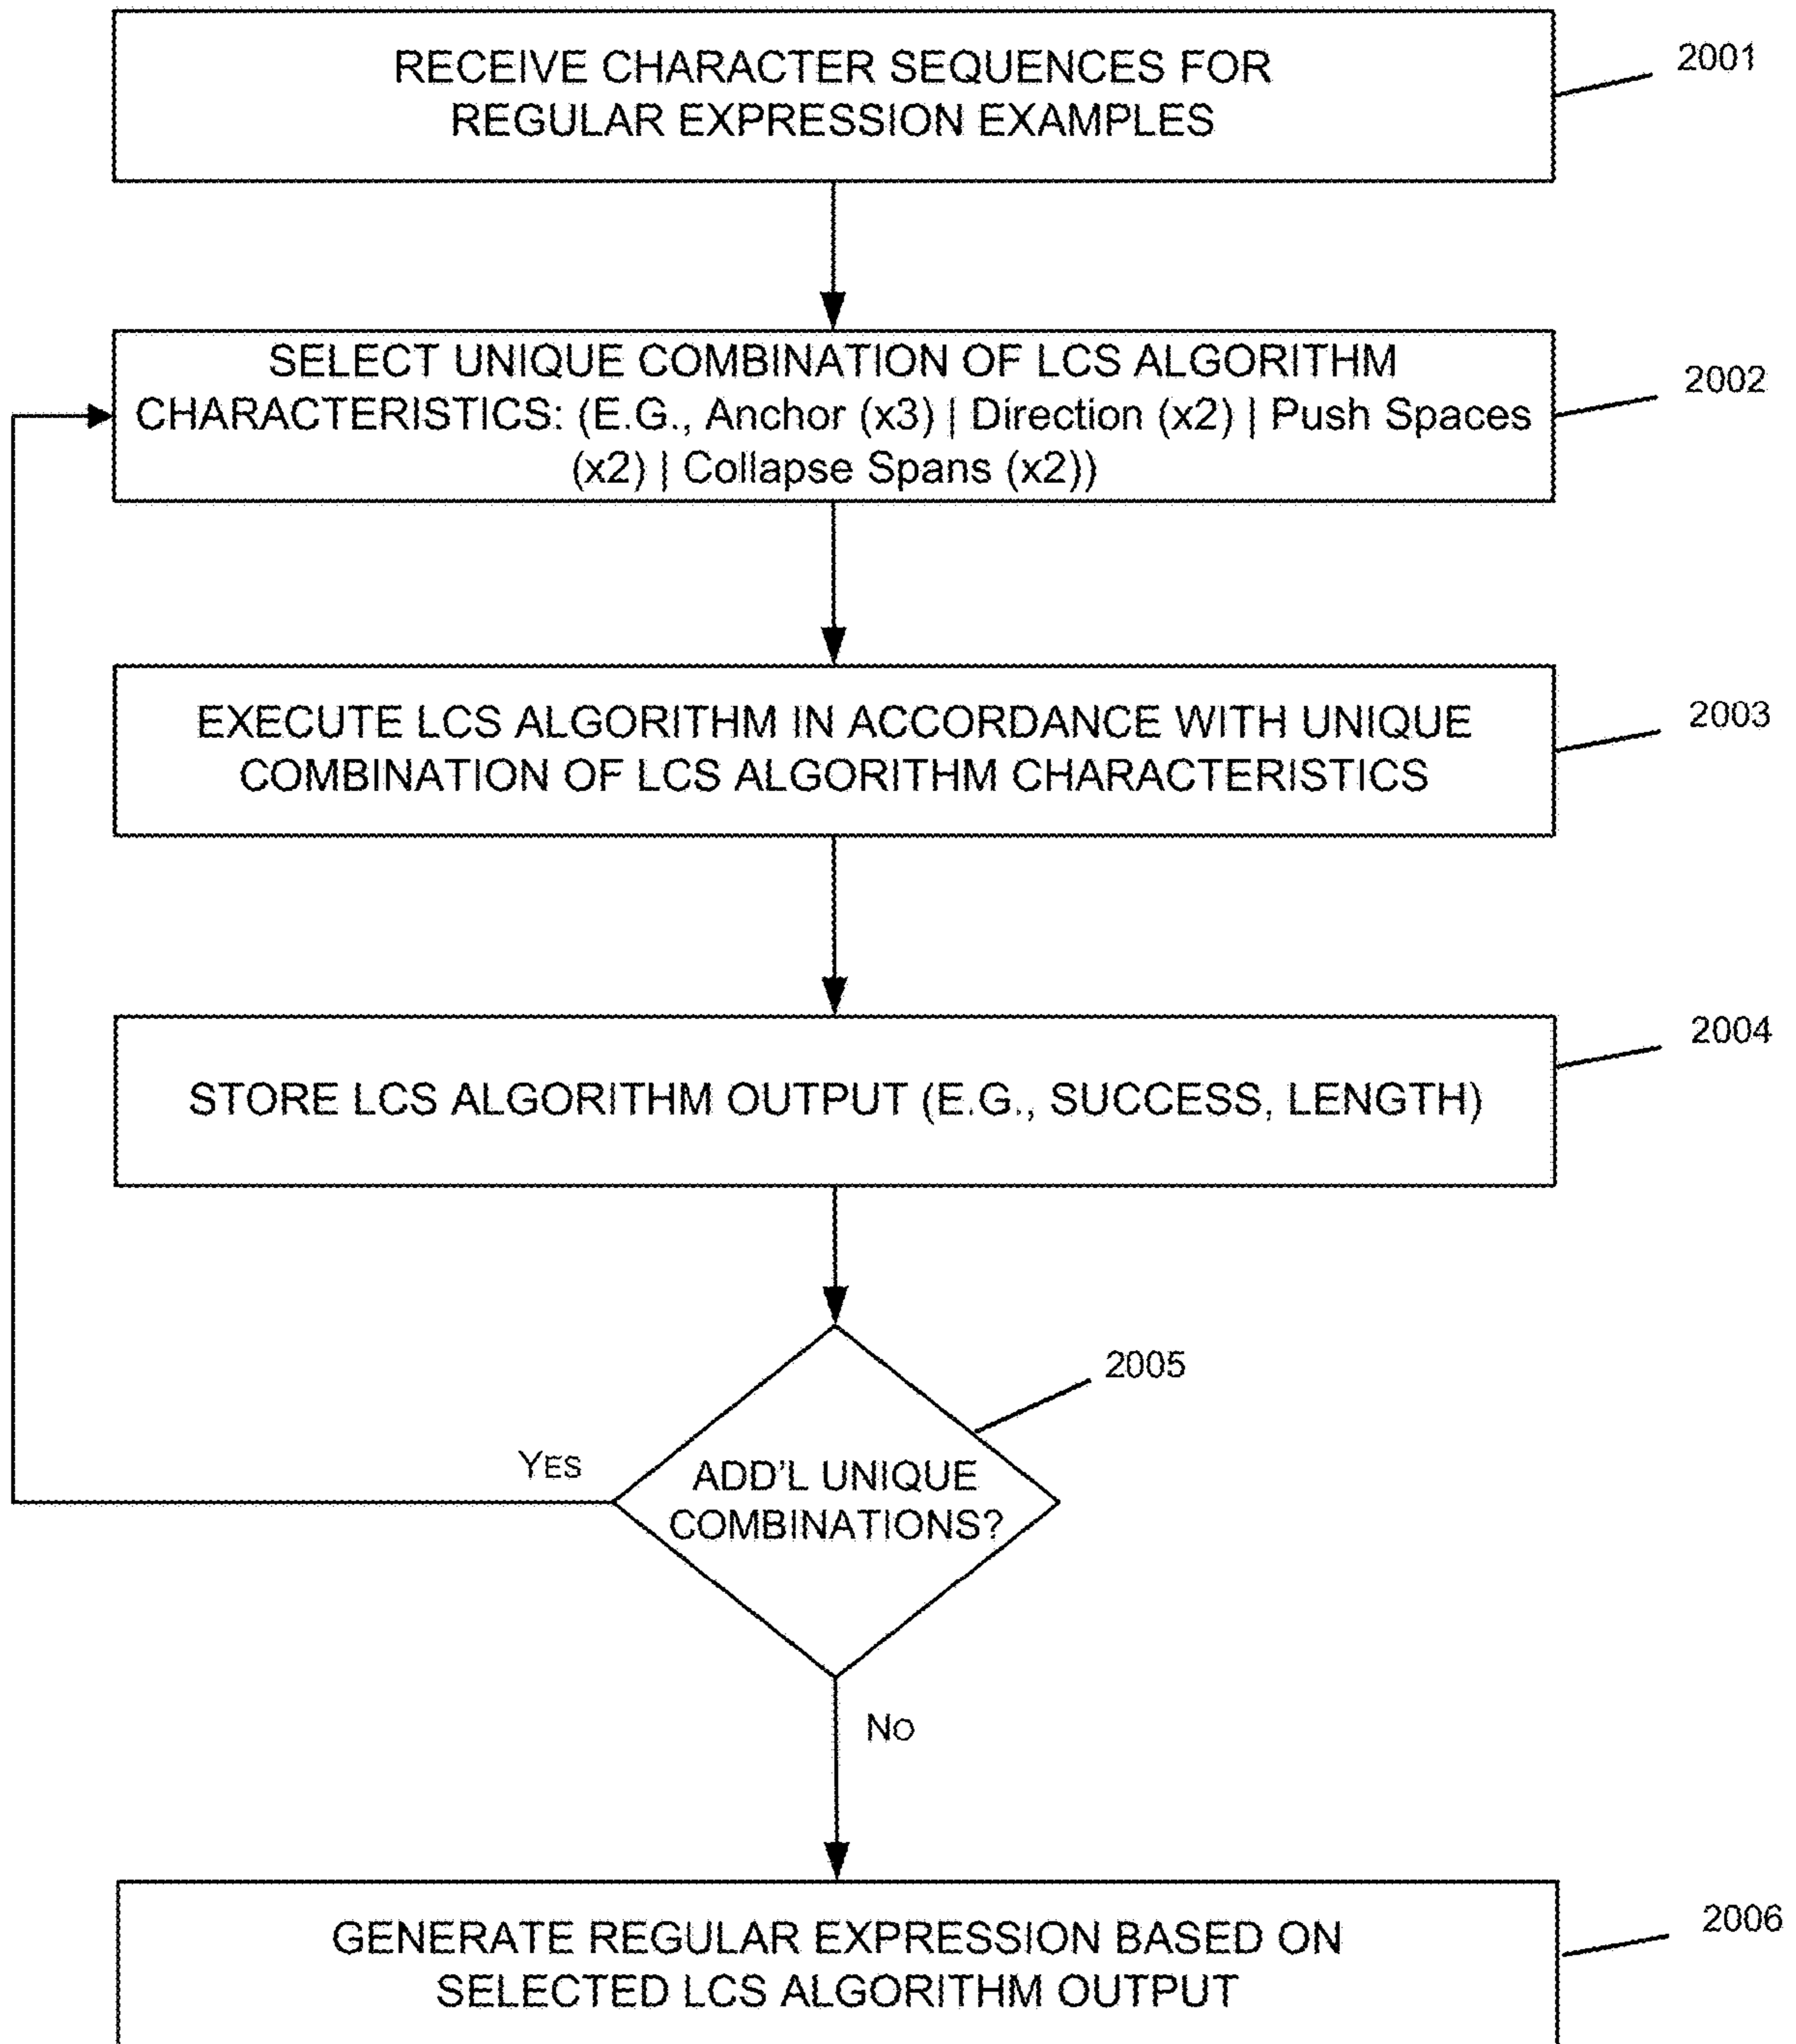 RECEIVE CHARACTER SEQUENCES FOR
REGULAR EXPRESSION EXAMPLES
2001
SELECT UNIQUE COMBINATION OF LCS ALGORITHM
CHARACTERISTICS: (E.G., Anchor (x3) | Direction (x2) | Push Spaces
(x2) | Collapse Spans (x2))
2002
EXECUTE LCS ALGORITHM IN ACCORDANCE WITH UNIQUE
COMBINATION OF LCS ALGORITHM CHARACTERISTICS
2003
STORE LCS ALGORITHM OUTPUT (E.G., SUCCESS, LENGTH)
2004
ADD'L UNIQUE
COMBINATIONS?
2005
YES
NO
GENERATE REGULAR EXPRESSION BASED ON
SELECTED LCS ALGORITHM OUTPUT
2006